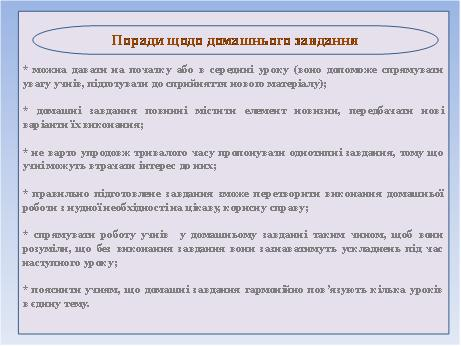 Поради щодо домашнього завдання
* можна давати на початку або в середині уроку (воно допоможе спрямувати
увагу учнів, підготувати до сприйняття нового матеріалу);
* домашні завдання повинні містити елемент новизни, передбачати нові
варіанти їх виконання;
* не варто упродовж тривалого часу пропонувати однотипні завдання, тому що
учні можуть втрачати інтерес до них;
* правильно підготовлене завдання зможе перетворити виконання домашньої
роботи з нудної необхідності на цікаву, корисну справу;
* спрямувати роботу учнів у домашньому завданні таким чином, щоб вони
розуміли, що без виконання завдання вони зазнаватимуть ускладнень під час
наступного уроку;
* пояснити учням, що домашні завдання гармонійно пов’язують кілька уроків
в єдину тему.